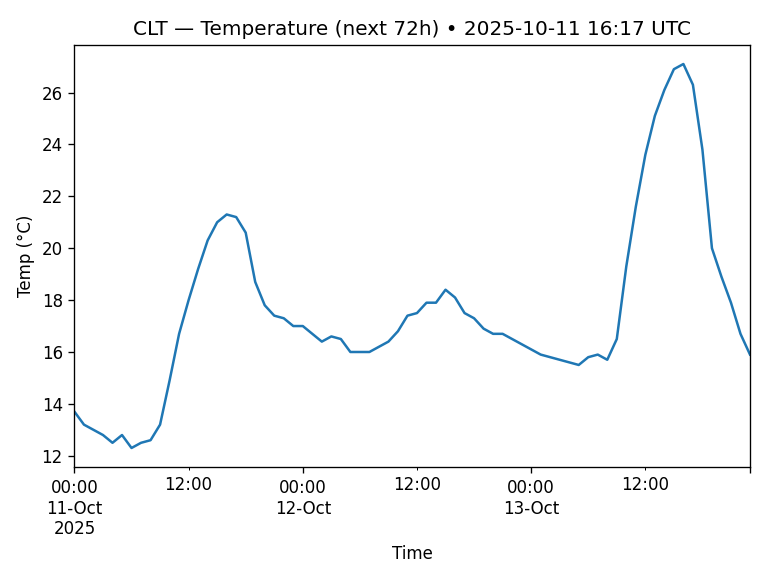 CLT — Temperature (next 72h) • 2025-10-11 16:17 UTC
Temp (°C)
26
24
22
20
18
16
14
12
00:00 12:00 00:00 12:00 00:00 12:00
11-Oct 12-Oct 13-Oct
2025
Time